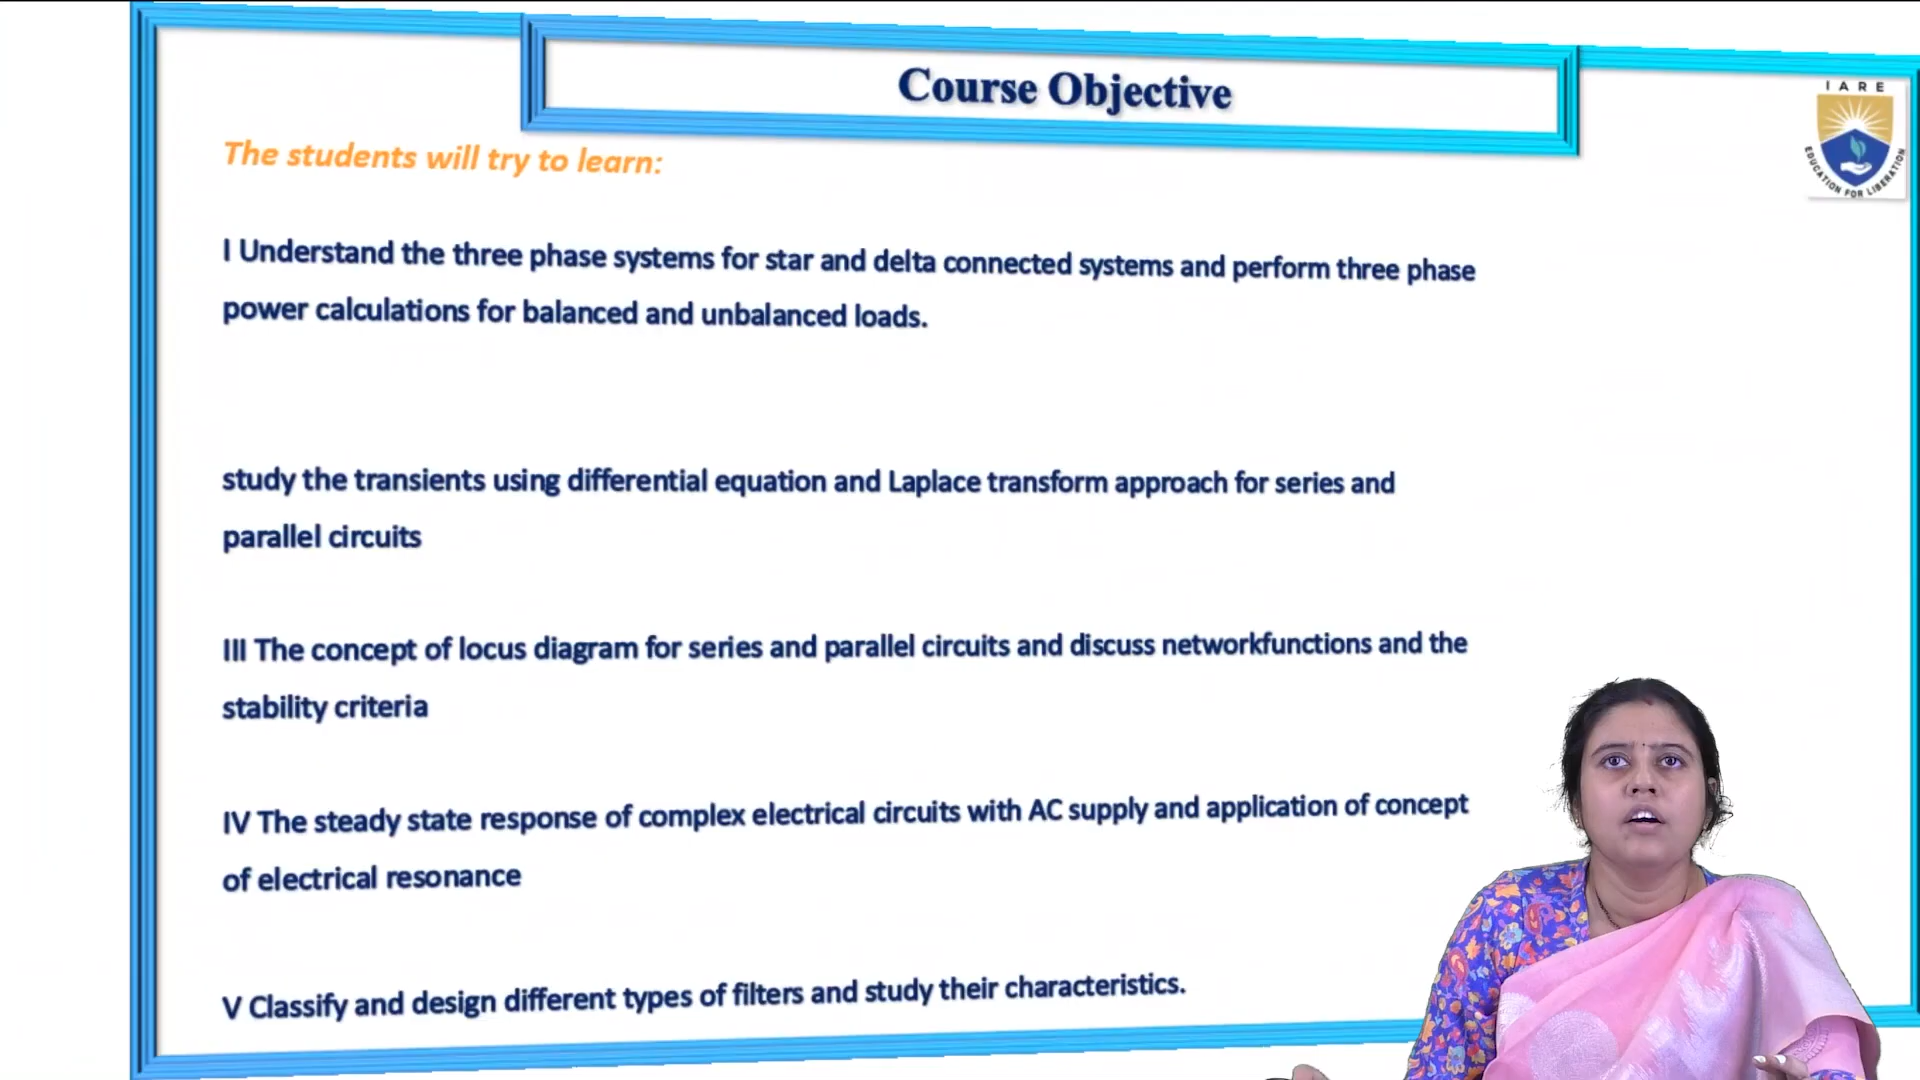 Course Objective
I A R E
EDUCATION FOR LIBERATION
The students will try to learn:
I Understand the three phase systems for star and delta connected systems and perform three phase
power calculations for balanced and unbalanced loads.
study the transients using differential equation and Laplace transform approach for series and
parallel circuits
III The concept of locus diagram for series and parallel circuits and discuss networkfunctions and the
stability criteria
IV The steady state response of complex electrical circuits with AC supply and application of concept
of electrical resonance
V Classify and design different types of filters and study their characteristics.